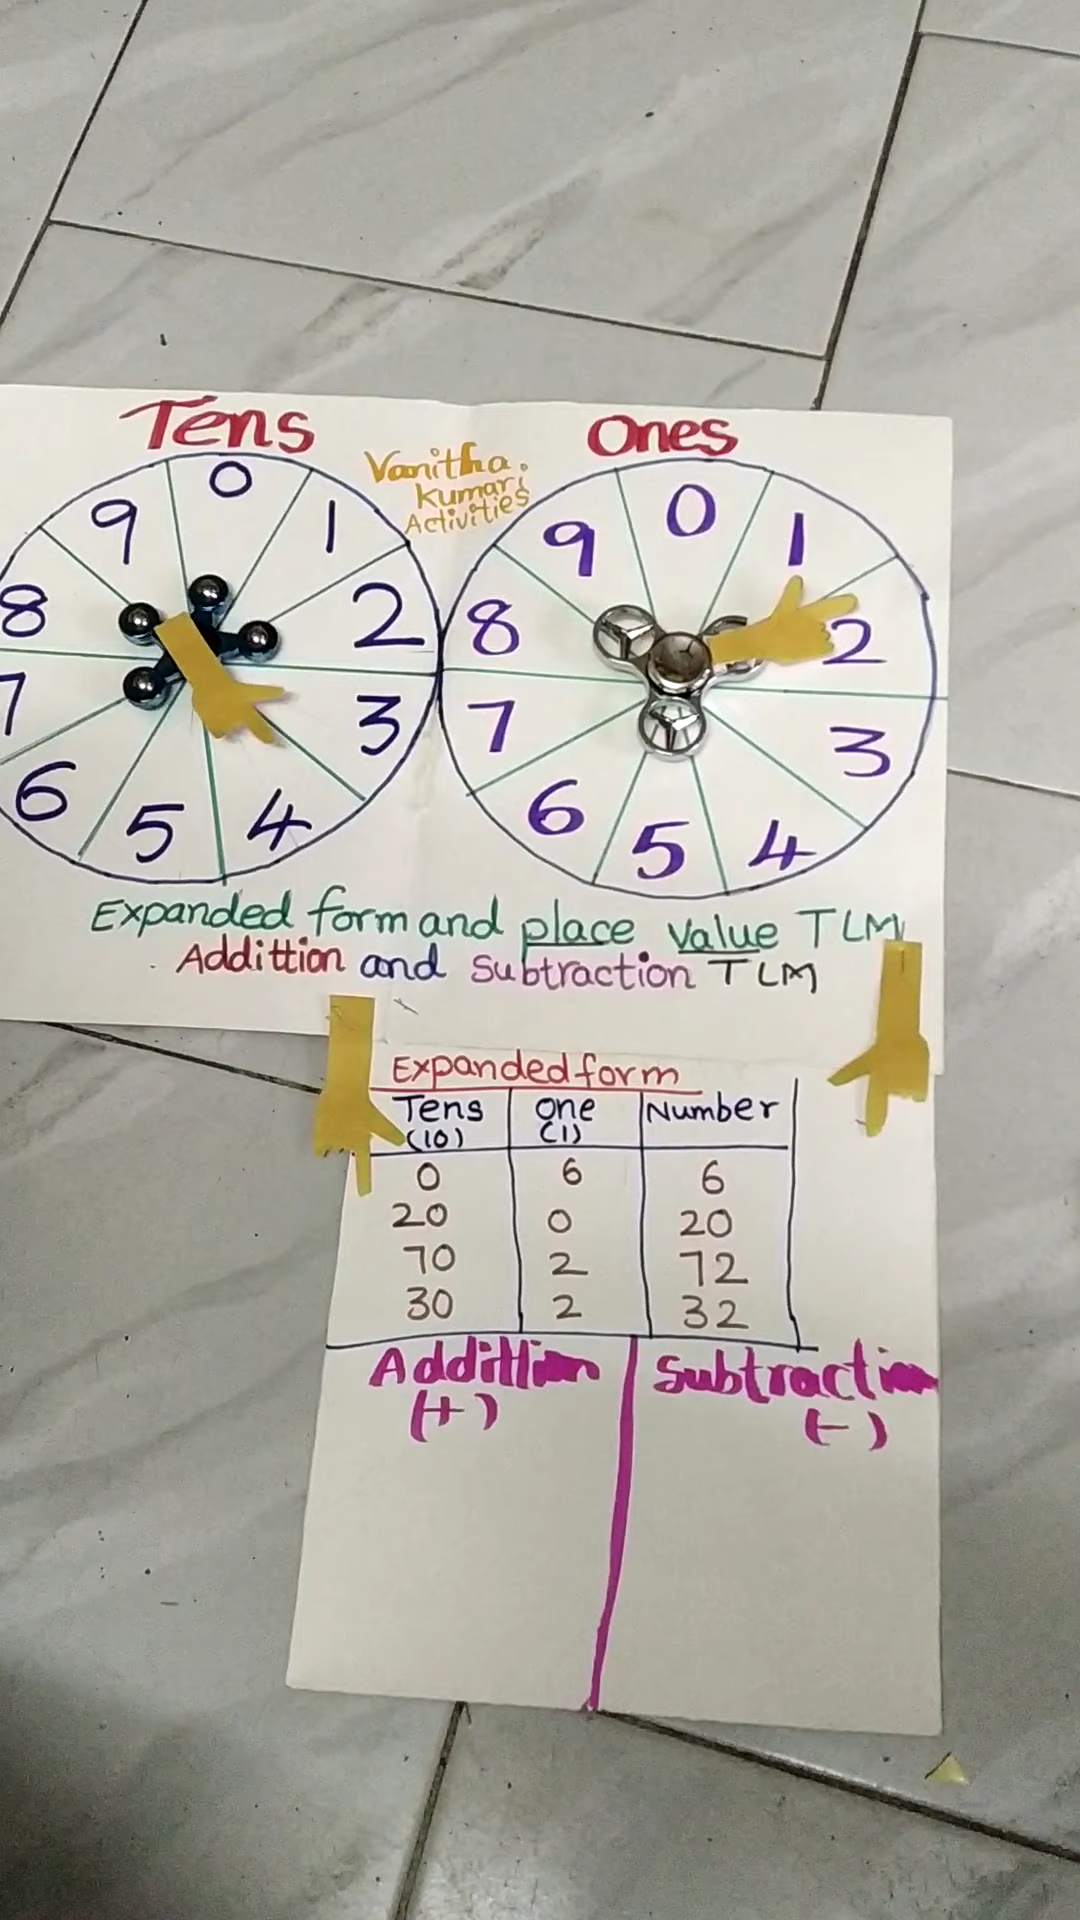 Tens
Ones
Vanitha.
Kumari
Activities
0
1
2
3
4
5
6
7
8
9
0
1
2
3
4
5
6
7
8
9
Expanded form and place value TLM
Addittion and Subtraction TLM
Expanded form
Tens one Number
(10) (1)
0 6 6
20 0 20
70 2 72
30 2 32
Addittion Subtraction
(+) (-)